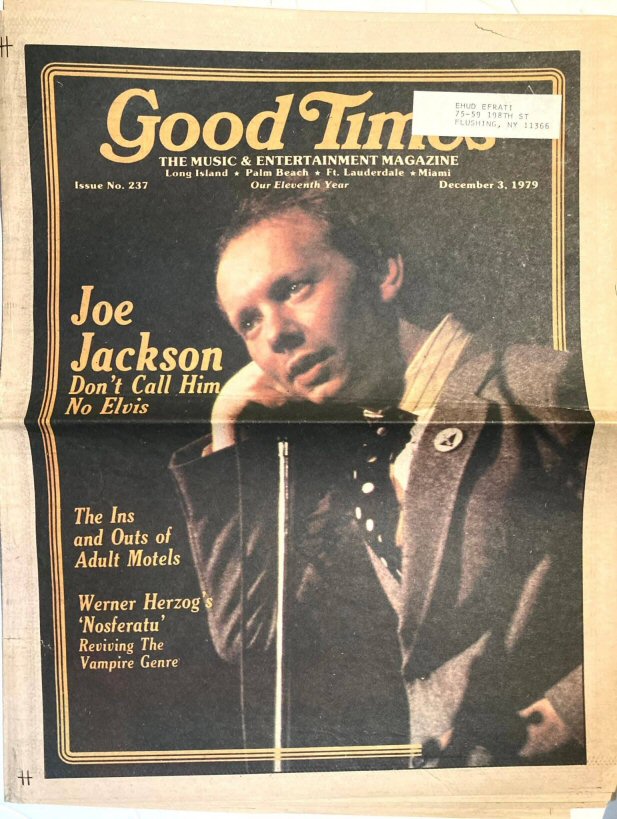 Good Times
EHUD EFRATI
75-59 198TH ST
FLUSHING, NY 11366
THE MUSIC & ENTERTAINMENT MAGAZINE
Long Island ★ Palm Beach ★ Ft. Lauderdale ★ Miami
Issue No. 237 Our Eleventh Year December 3, 1979
Joe
Jackson
Don't Call Him
No Elvis
The Ins
and Outs of
Adult Motels
Werner Herzog's
'Nosferatu'
Reviving The
Vampire Genre